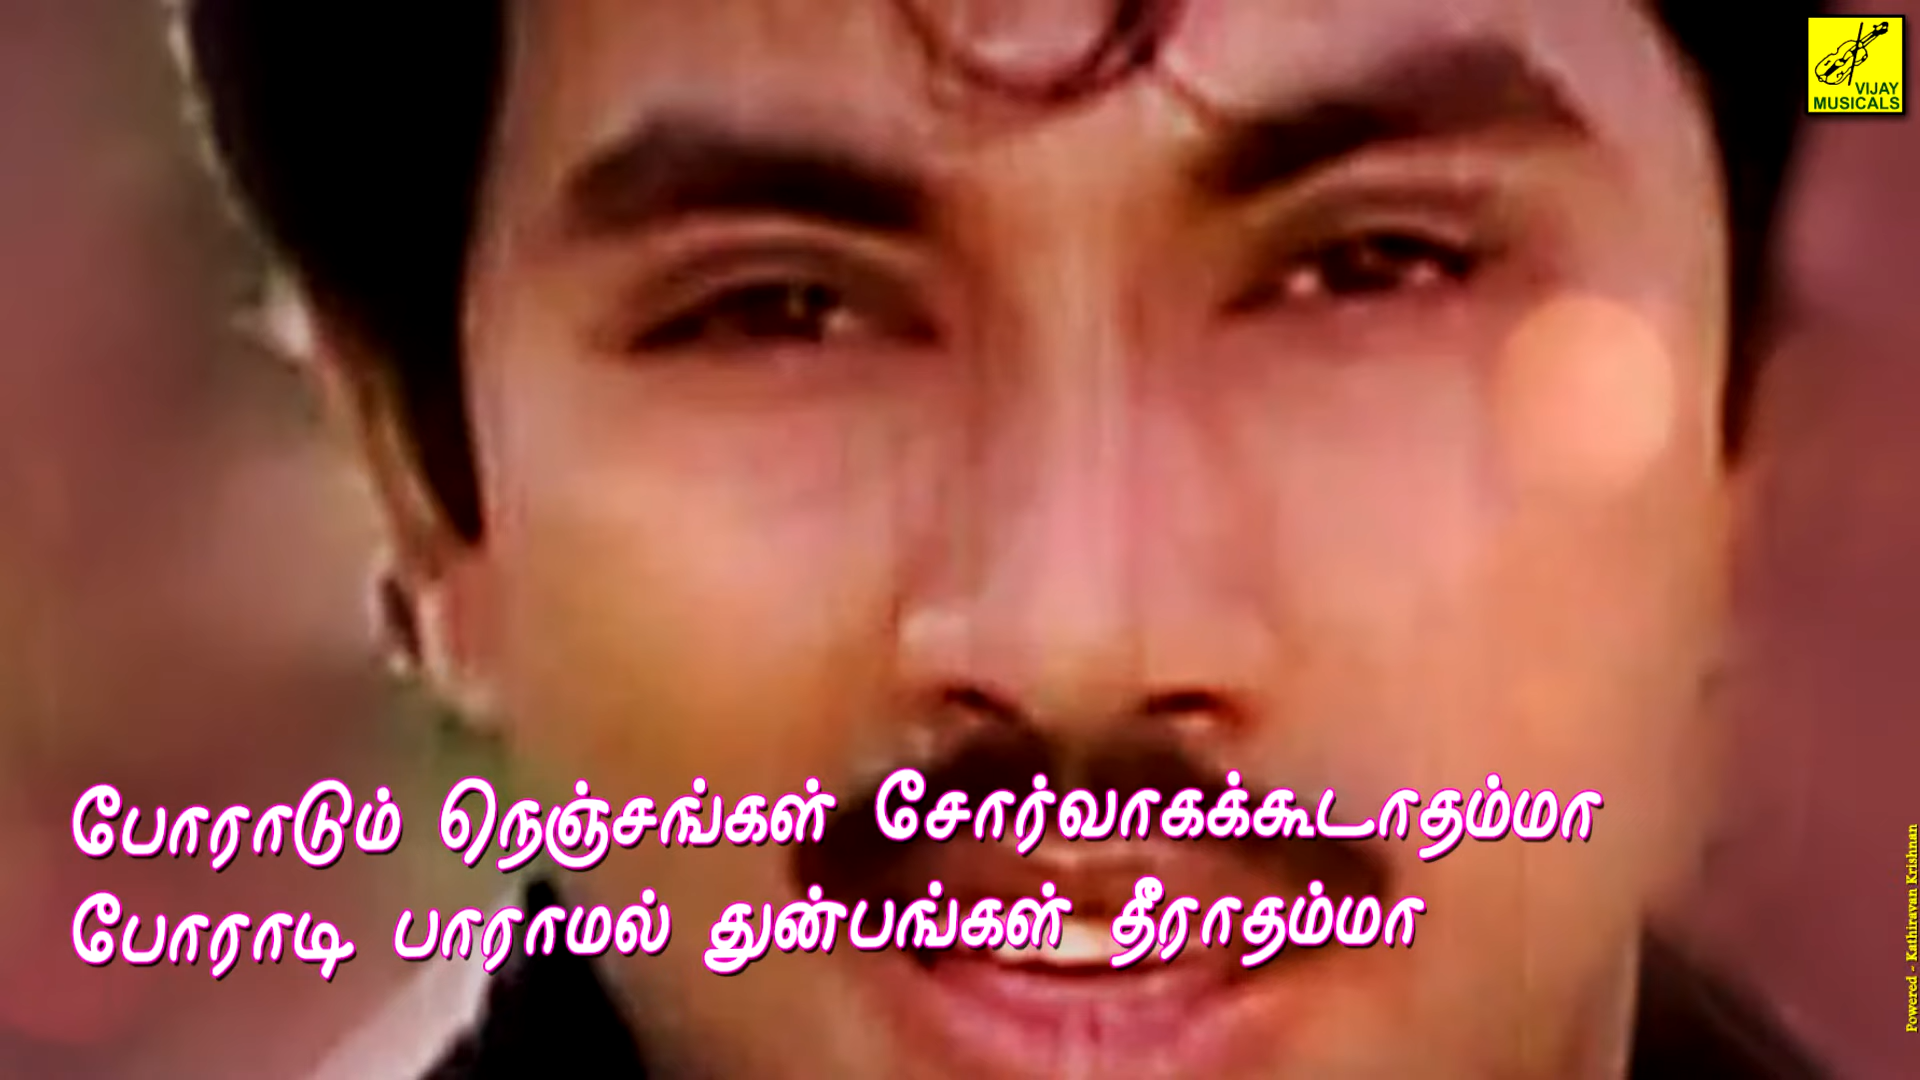 VIJAY
MUSICALS
போராடும் நெஞ்சங்கள் சோர்வாகக்கூடாதம்மா
போராடி பாராமல் துன்பங்கள் தீராதம்மா
Powered - Kathiravan Krishnan